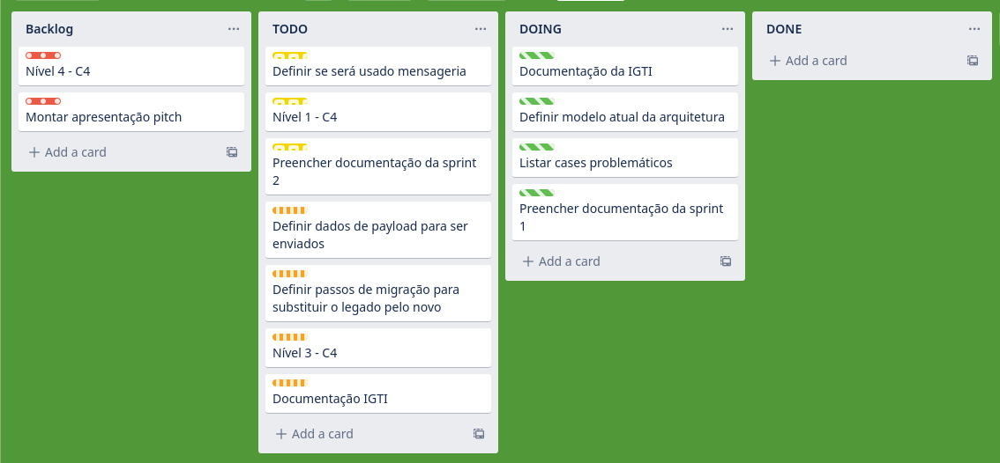 Backlog
Nível 4 - C4
Montar apresentação pitch
Add a card
TODO
Definir se será usado mensageria
Nível 1 - C4
Preencher documentação da sprint
2
Definir dados de payload para ser
enviados
Definir passos de migração para
substituir o legado pelo novo
Nível 3 - C4
Documentação IGTI
Add a card
DOING
Documentação da IGTI
Definir modelo atual da arquitetura
Listar cases problemáticos
Preencher documentação da sprint
1
Add a card
DONE
Add a card